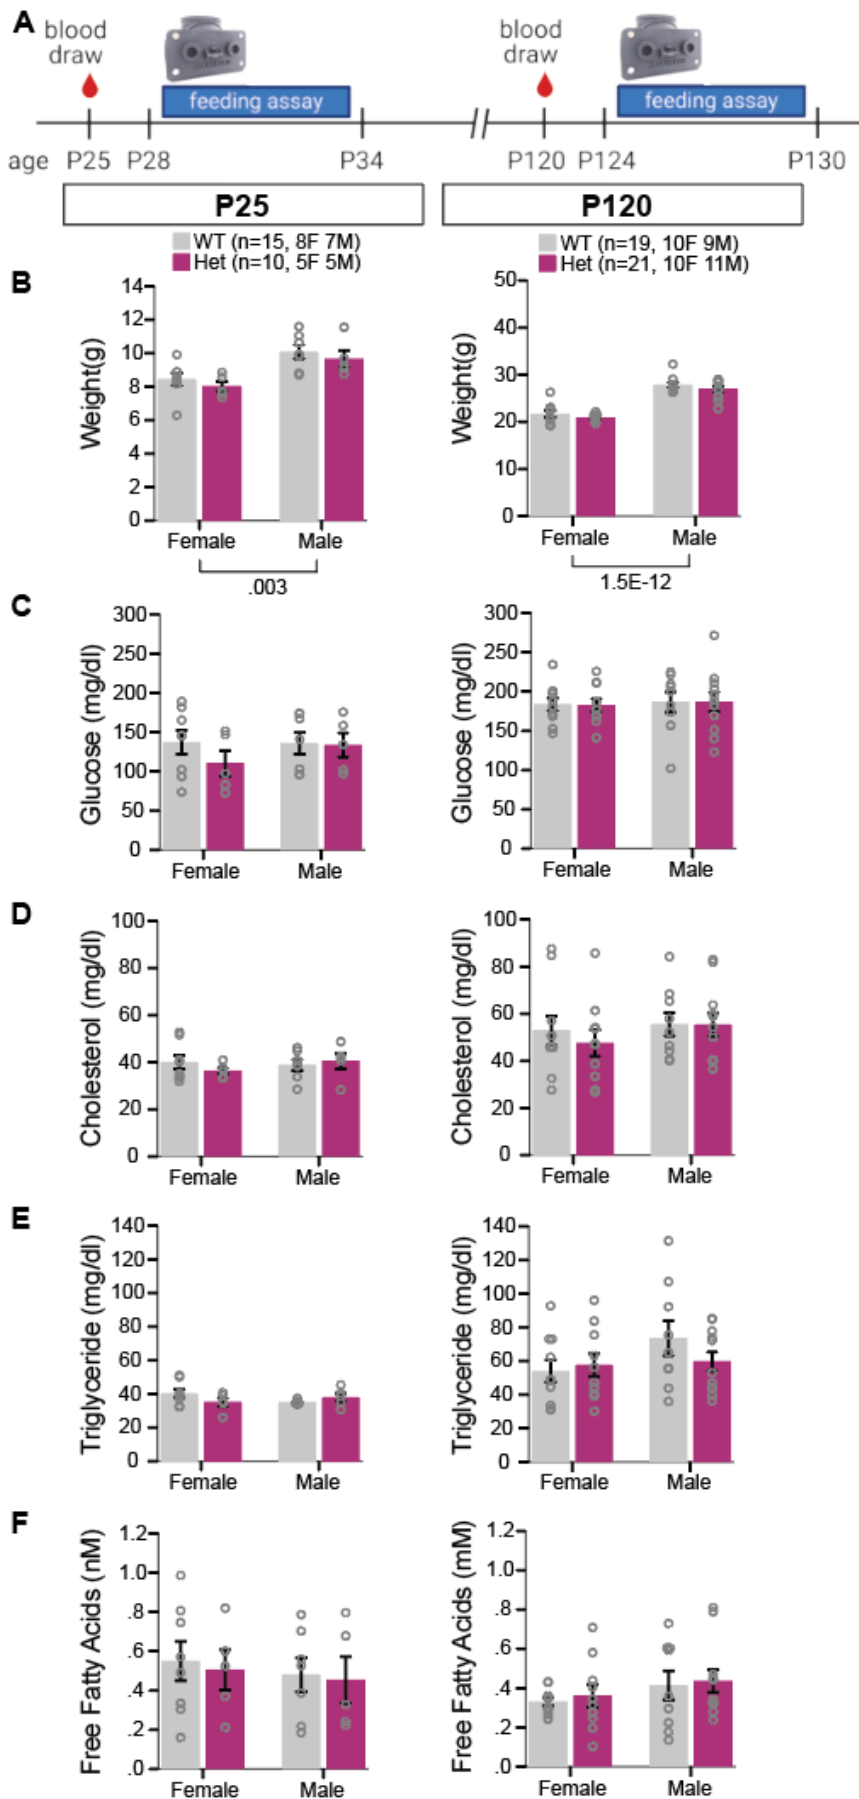 A
blood draw
blood draw
feeding assay
feeding assay
age P25 P28 P34 P120 P124 P130
P25
P120
WT (n=15, 8F 7M)
Het (n=10, 5F 5M)
WT (n=19, 10F 9M)
Het (n=21, 10F 11M)
B
Weight(g)
14
12
10
8
6
4
2
0
Female Male
.003
Weight(g)
50
40
30
20
10
0
Female Male
1.5E-12
C
Glucose (mg/dl)
300
250
200
150
100
50
0
Female Male
Glucose (mg/dl)
300
250
200
150
100
50
0
Female Male
D
Cholesterol (mg/dl)
100
80
60
40
20
0
Female Male
Cholesterol (mg/dl)
100
80
60
40
20
0
Female Male
E
Triglyceride (mg/dl)
140
120
100
80
60
40
20
0
Female Male
Triglyceride (mg/dl)
140
120
100
80
60
40
20
0
Female Male
F
Free Fatty Acids (nM)
1.2
1.0
.8
.6
.4
.2
.0
Female Male
Free Fatty Acids (mM)
1.2
1.0
.8
.6
.4
.2
.0
Female Male